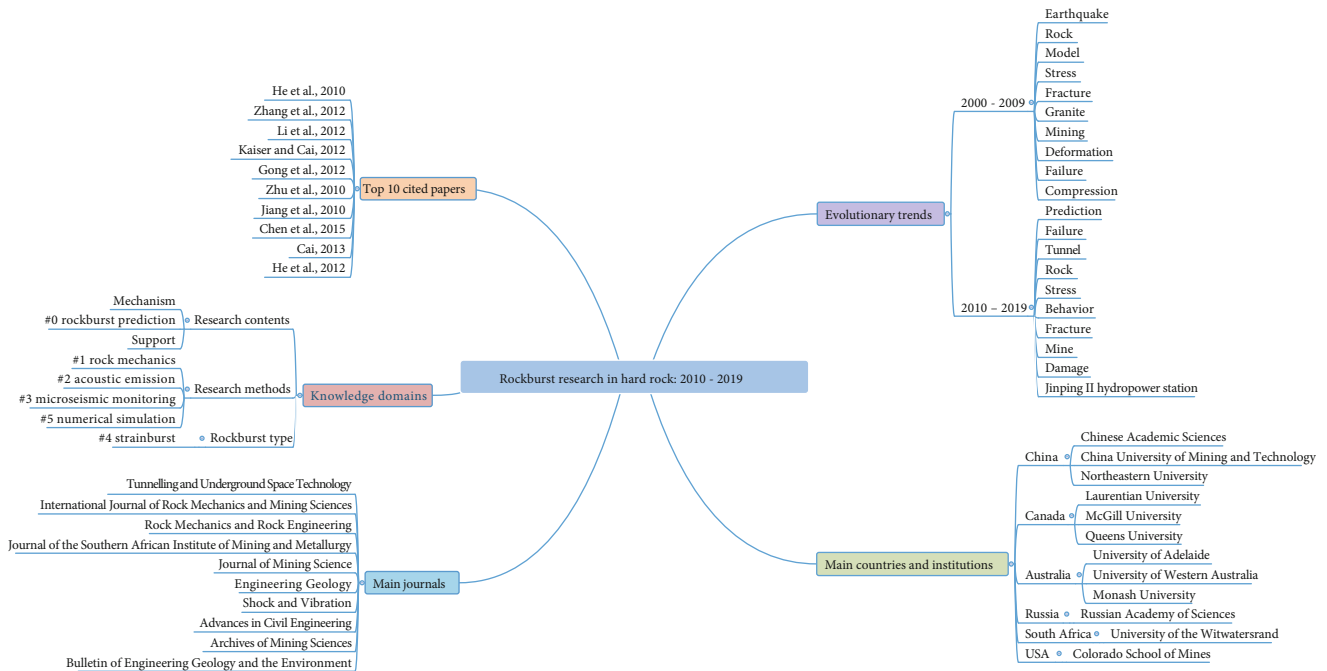 Rockburst research in hard rock: 2010 - 2019
Top 10 cited papers
He et al., 2010
Zhang et al., 2012
Li et al., 2012
Kaiser and Cai, 2012
Gong et al., 2012
Zhu et al., 2010
Jiang et al., 2010
Chen et al., 2015
Cai, 2013
He et al., 2012
Knowledge domains
Research contents
Mechanism
#0 rockburst prediction
Support
Research methods
#1 rock mechanics
#2 acoustic emission
#3 microseismic monitoring
#5 numerical simulation
Rockburst type
#4 strainburst
Main journals
Tunnelling and Underground Space Technology
International Journal of Rock Mechanics and Mining Sciences
Rock Mechanics and Rock Engineering
Journal of the Southern African Institute of Mining and Metallurgy
Journal of Mining Science
Engineering Geology
Shock and Vibration
Advances in Civil Engineering
Archives of Mining Sciences
Bulletin of Engineering Geology and the Environment
Evolutionary trends
2000 - 2009
Earthquake
Rock
Model
Stress
Fracture
Granite
Mining
Deformation
Failure
Compression
2010 – 2019
Prediction
Failure
Tunnel
Rock
Stress
Behavior
Fracture
Mine
Damage
Jinping II hydropower station
Main countries and institutions
China
Chinese Academic Sciences
China University of Mining and Technology
Northeastern University
Canada
Laurentian University
McGill University
Queens University
Australia
University of Adelaide
University of Western Australia
Monash University
Russia
Russian Academy of Sciences
South Africa
University of the Witwatersrand
USA
Colorado School of Mines